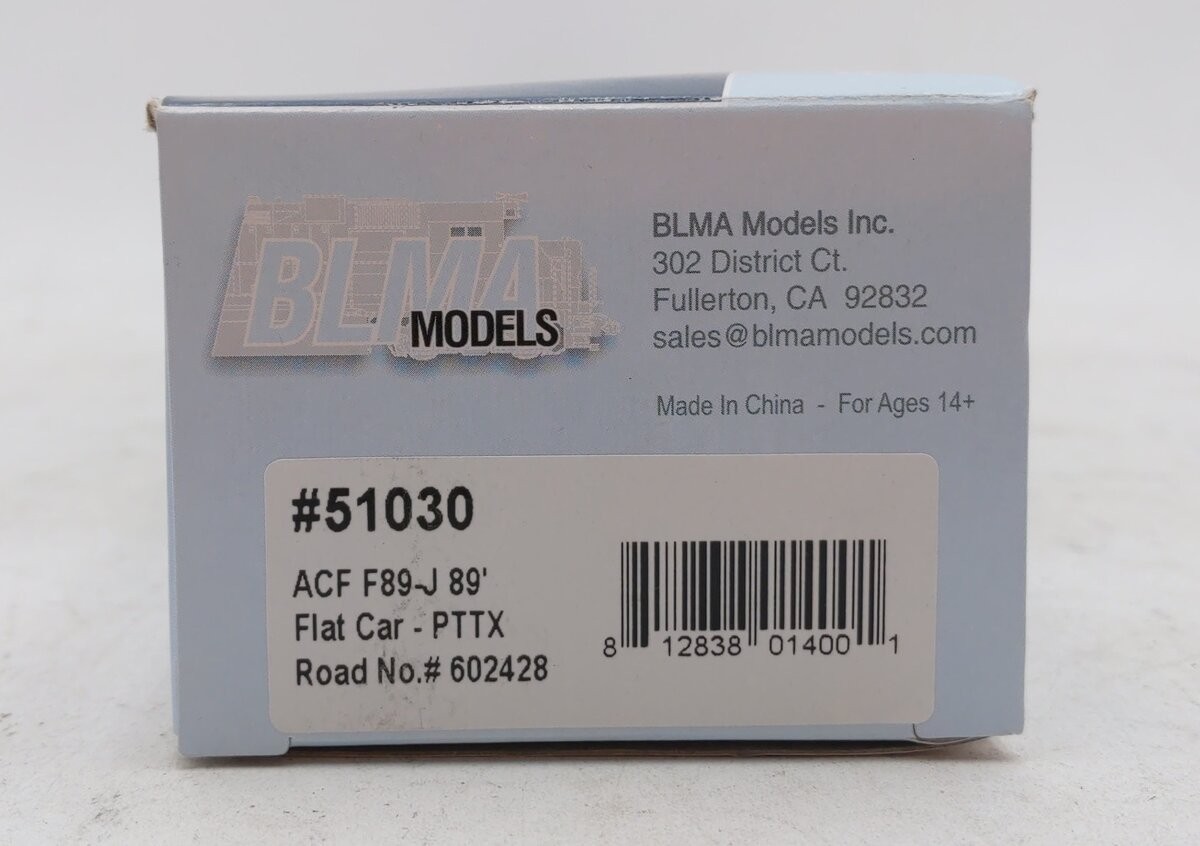 BLMA
MODELS
BLMA Models Inc.
302 District Ct.
Fullerton, CA 92832
sales@blmamodels.com
Made In China - For Ages 14+
#51030
ACF F89-J 89'
Flat Car - PTTX
Road No.# 602428
8 12838 01400 1